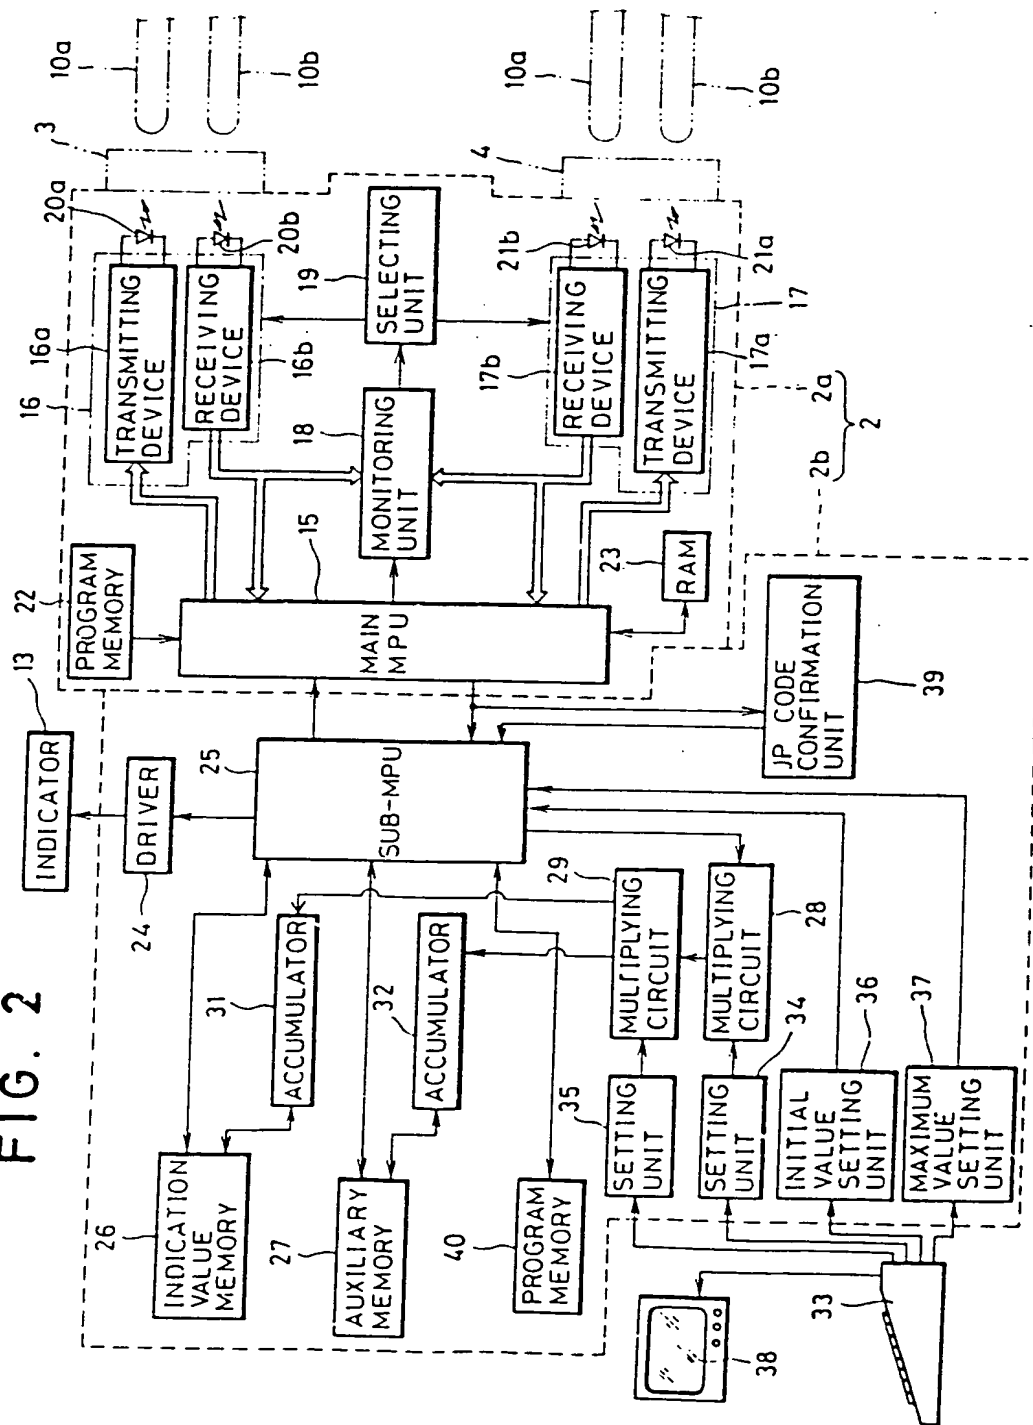 FIG. 2
INDICATOR
13
DRIVER
24
SUB-MPU
25
INDICATION
VALUE
MEMORY
26
ACCUMULATOR
31
AUXILIARY
MEMORY
27
ACCUMULATOR
32
PROGRAM
MEMORY
40
SETTING
UNIT
35
MULTIPLYING
CIRCUIT
29
SETTING
UNIT
34
MULTIPLYING
CIRCUIT
28
INITIAL
VALUE
SETTING
UNIT
36
MAXIMUM
VALUE
SETTING
UNIT
37
38
33
JP CODE
CONFIRMATION
UNIT
39
PROGRAM
MEMORY
22
MAIN
MPU
15
RAM
23
MONITORING
UNIT
18
SELECTING
UNIT
19
16
TRANSMITTING
DEVICE
16a
RECEIVING
DEVICE
16b
20a
20b
3
10a
10b
RECEIVING
DEVICE
17b
TRANSMITTING
DEVICE
17a
17
21b
21a
4
10a
10b
2a
2b
2